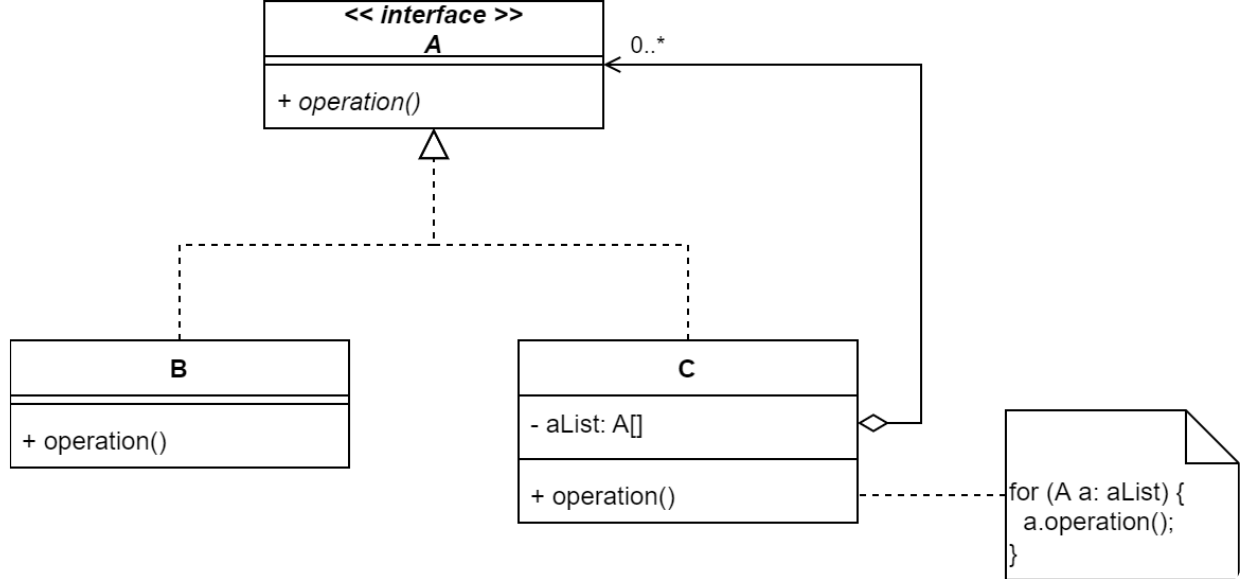 << interface >>
A
0..*
+ operation()
B
+ operation()
C
- aList: A[]
+ operation()
for (A a: aList) {
a.operation();
}